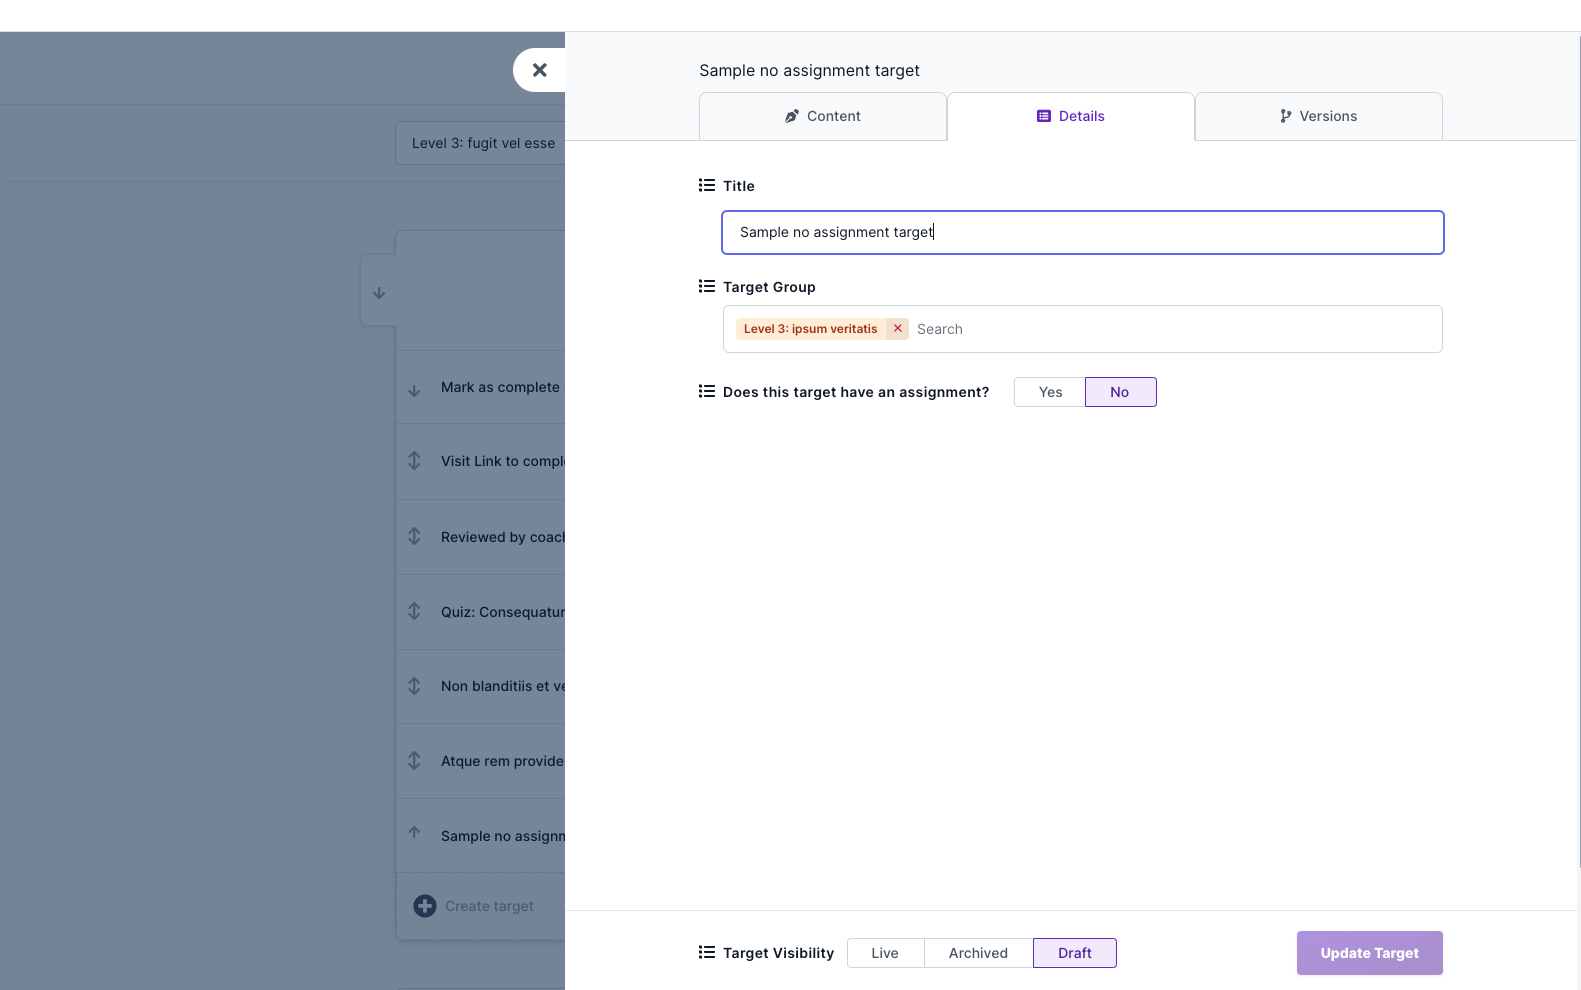 Sample no assignment target
Content
Details
Versions
Level 3: fugit vel esse
Title
Sample no assignment target
Target Group
Level 3: ipsum veritatis
Search
Does this target have an assignment?
Yes
No
Mark as complete
Visit Link to comple
Reviewed by coach
Quiz: Consequatur
Non blanditiis et ve
Atque rem provide
Sample no assignm
Create target
Target Visibility
Live
Archived
Draft
Update Target